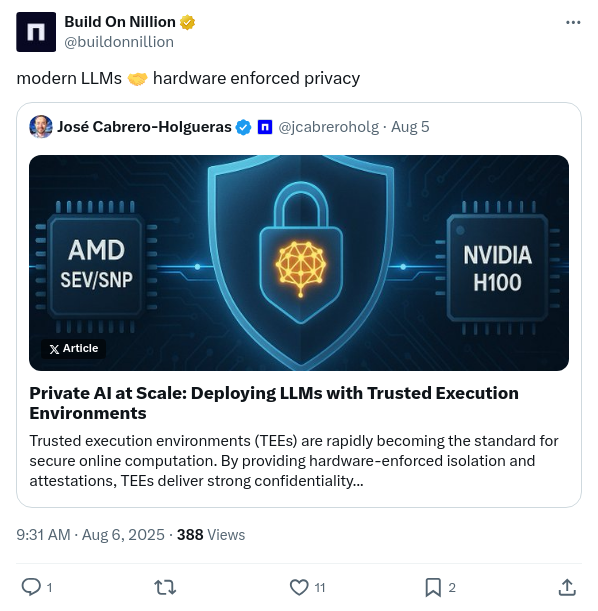 Build On Nillion
@buildonnillion
modern LLMs 🤝 hardware enforced privacy
José Cabrero-Holgueras @jcabreroholg · Aug 5
AMD
SEV/SNP
NVIDIA
H100
X Article
Private AI at Scale: Deploying LLMs with Trusted Execution
Environments
Trusted execution environments (TEEs) are rapidly becoming the standard for
secure online computation. By providing hardware-enforced isolation and
attestations, TEEs deliver strong confidentiality...
9:31 AM · Aug 6, 2025 · 388 Views
1 11 2